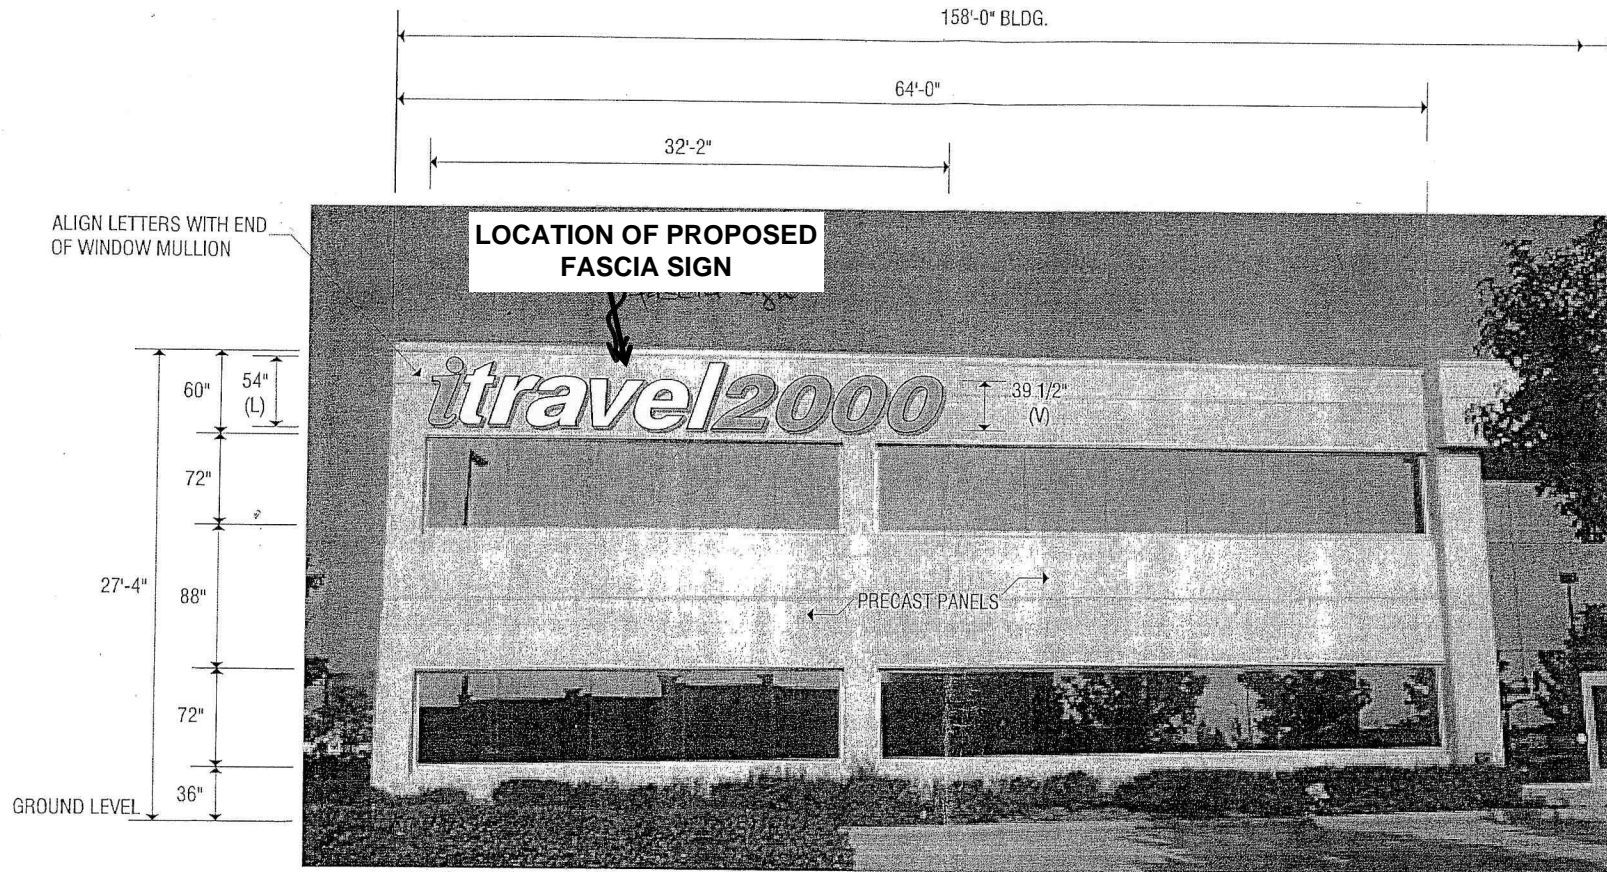 158'-0" BLDG.
64'-0"
32'-2"
ALIGN LETTERS WITH END
OF WINDOW MULLION
LOCATION OF PROPOSED
FASCIA SIGN
itravel2000
60"
54"
(L)
39 1/2"
(V)
72"
27'-4"
88"
PRECAST PANELS
72"
36"
GROUND LEVEL